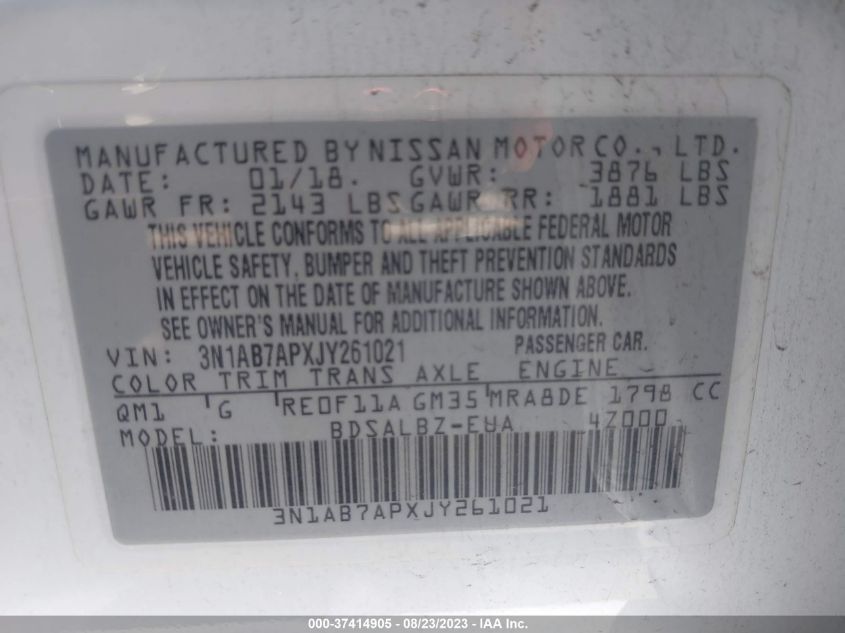 MANUFACTURED BY NISSAN MOTOR CO., LTD.
DATE: 01/18. GVWR: 3876 LBS
GAWR FR: 2143 LBS GAWR RR: 1881 LBS
THIS VEHICLE CONFORMS TO ALL APPLICABLE FEDERAL MOTOR
VEHICLE SAFETY, BUMPER AND THEFT PREVENTION STANDARDS
IN EFFECT ON THE DATE OF MANUFACTURE SHOWN ABOVE.
SEE OWNER'S MANUAL FOR ADDITIONAL INFORMATION.
VIN: 3N1AB7APXJY261021 PASSENGER CAR.
COLOR TRIM TRANS AXLE ENGINE
QM1 G RE0F11A GM35 MRA8DE 1798 CC
MODEL: BDSALBZ-EUA 4Z000
3N1AB7APXJY261021
000-37414905 - 08/23/2023 - IAA Inc.